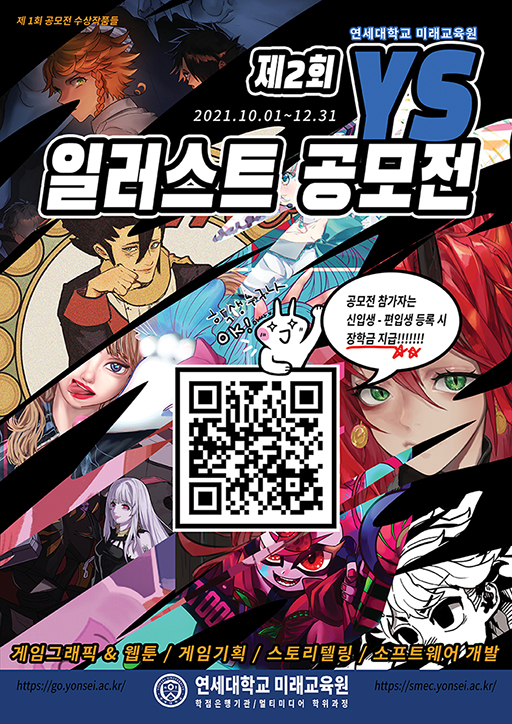 제 1회 공모전 수상작품들
연세대학교 미래교육원
제2회 YS
2021.10.01~12.31
일러스트 공모전
학생 누구나
OK!
공모전 참가자는
신입생 - 편입생 등록 시
장학금 지급!!!!!!!
게임그래픽 & 웹툰 / 게임기획 / 스토리텔링 / 소프트웨어 개발
https://go.yonsei.ac.kr/
연세대학교 미래교육원
학점은행기관/멀티미디어 학위과정
https://smec.yonsei.ac.kr/